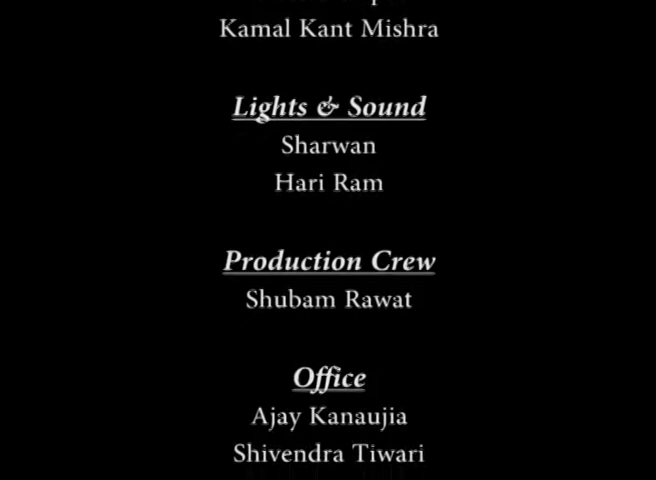 Kamal Kant Mishra
Lights & Sound
Sharwan
Hari Ram
Production Crew
Shubam Rawat
Office
Ajay Kanaujia
Shivendra Tiwari